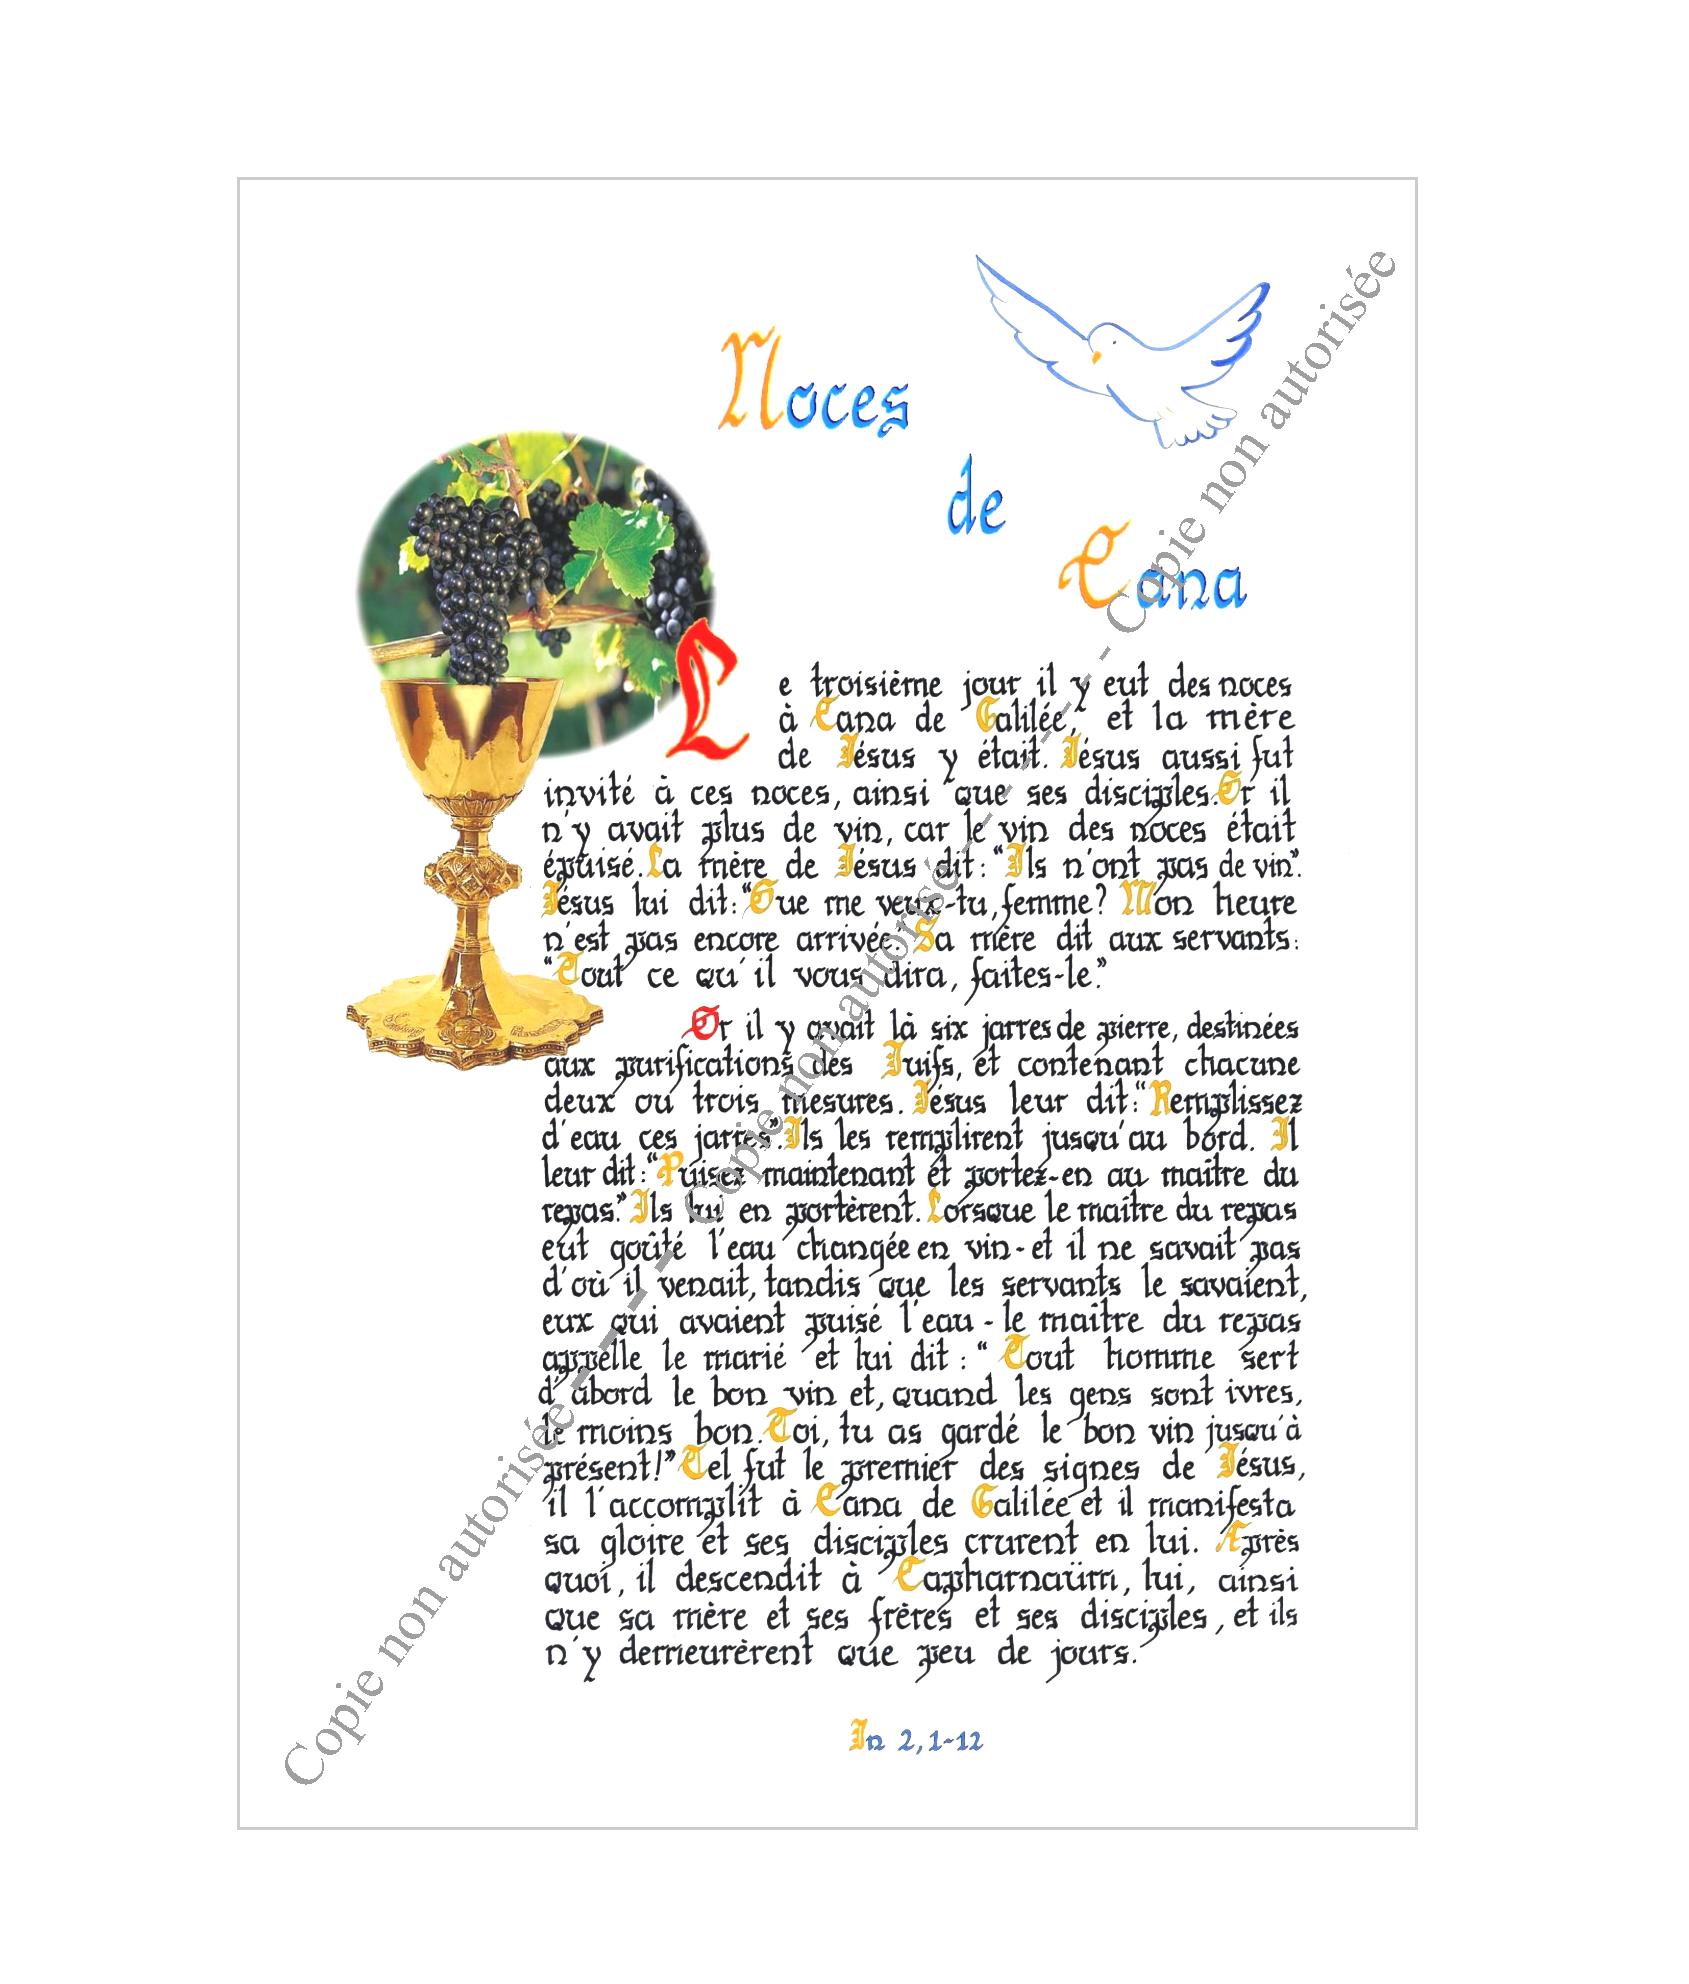 Noces
de
Cana
Le troisième jour il y eut des noces
à Cana de Galilée, et la mère
de Jésus y était. Jésus aussi fut
invité à ces noces, ainsi que ses disciples. Or il
n'y avait plus de vin, car le vin des noces était
épuisé. La mère de Jésus dit: "Ils n'ont pas de vin".
Jésus lui dit: "Que me veux-tu, femme? Mon heure
n'est pas encore arrivée." Sa mère dit aux servants:
"Tout ce qu'il vous dira, faites-le."
Or il y avait là six jarres de pierre, destinées
aux purifications des Juifs, et contenant chacune
deux ou trois mesures. Jésus leur dit: "Remplissez
d'eau ces jarres". Ils les remplirent jusqu'au bord. Il
leur dit: "Puisez maintenant et portez-en au maître du
repas." Ils lui en portèrent. Lorsque le maître du repas
eut goûté l'eau changée en vin - et il ne savait pas
d'où il venait, tandis que les servants le savaient,
eux qui avaient puisé l'eau - le maître du repas
appelle le marié et lui dit : " Tout homme sert
d'abord le bon vin et, quand les gens sont ivres,
le moins bon. Toi, tu as gardé le bon vin jusqu'à
présent!" Tel fut le premier des signes de Jésus,
il l'accomplit à Cana de Galilée et il manifesta
sa gloire et ses disciples crurent en lui. Après
quoi, il descendit à Capharnaüm, lui, ainsi
que sa mère et ses frères et ses disciples, et ils
n'y demeurèrent que peu de jours.
Jn 2, 1-12
Copie non autorisée - - - - Copie non autorisé - - - - Copie non autorisée